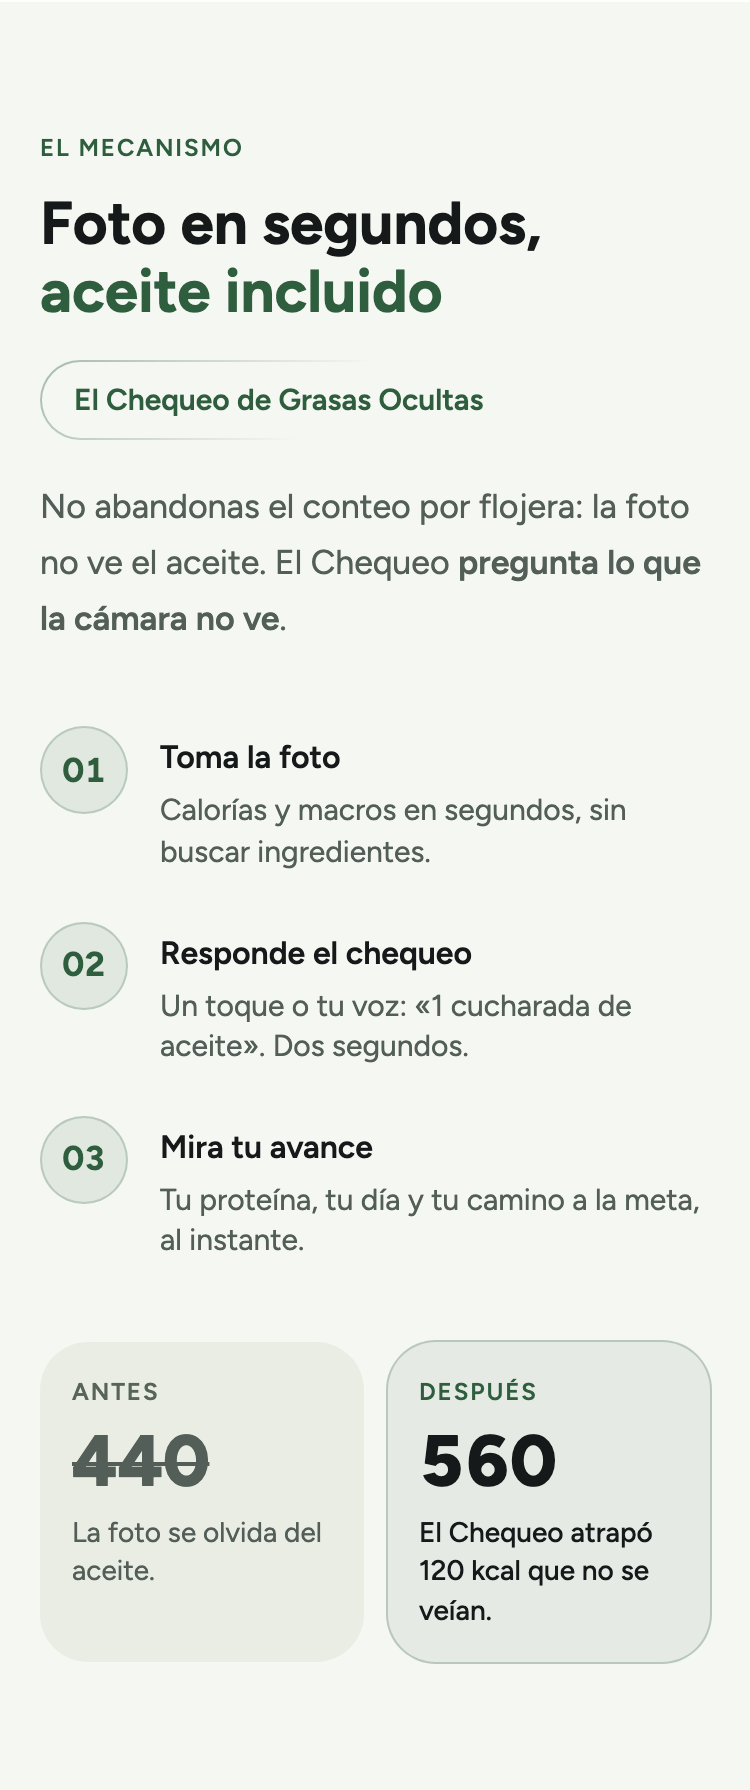 EL MECANISMO
Foto en segundos,
aceite incluido
El Chequeo de Grasas Ocultas
No abandonas el conteo por flojera: la foto
no ve el aceite. El Chequeo pregunta lo que
la cámara no ve.
01
Toma la foto
Calorías y macros en segundos, sin
buscar ingredientes.
02
Responde el chequeo
Un toque o tu voz: «1 cucharada de
aceite». Dos segundos.
03
Mira tu avance
Tu proteína, tu día y tu camino a la meta,
al instante.
ANTES
440
La foto se olvida del
aceite.
DESPUÉS
560
El Chequeo atrapó
120 kcal que no se
veían.